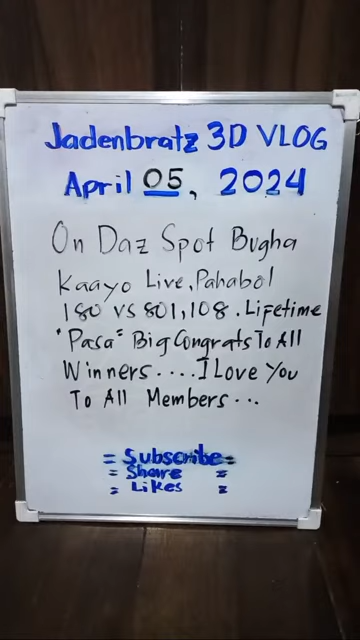 Jadenbratz 3D VLOG
April 05, 2024
On Daz Spot Bugha
Kaayo Live, Pahabol
180 VS 801, 108. Lifetime
"Pasa" Big Congrats To All
Winners.... I Love You
To All Members...
= Subscribe =
= Share =
= Likes =